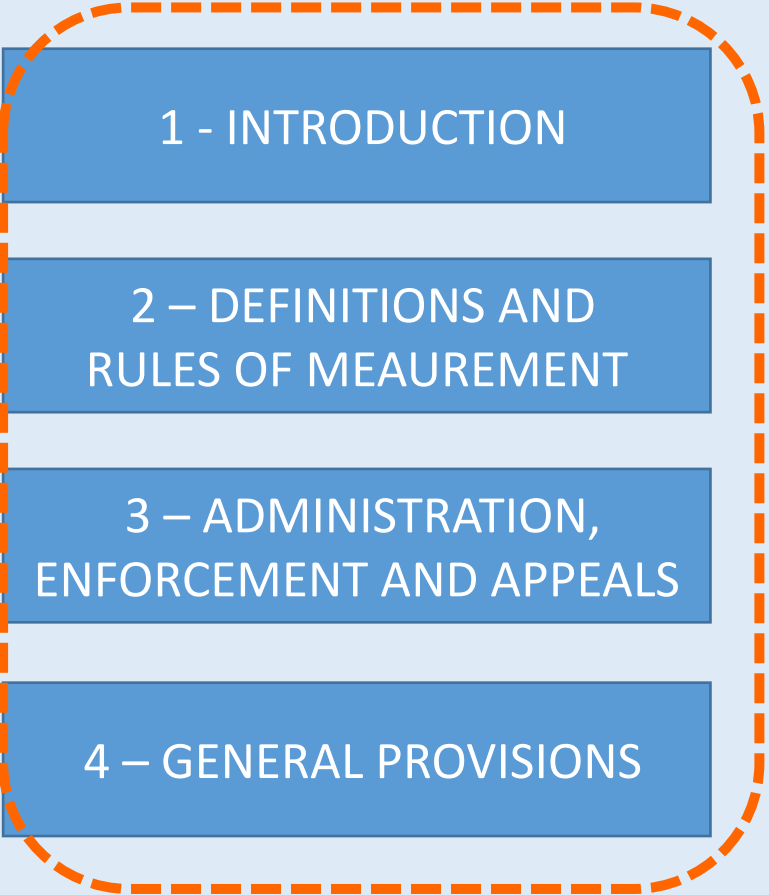 1 - INTRODUCTION
2 – DEFINITIONS AND
RULES OF MEAUREMENT
3 – ADMINISTRATION,
ENFORCEMENT AND APPEALS
4 – GENERAL PROVISIONS